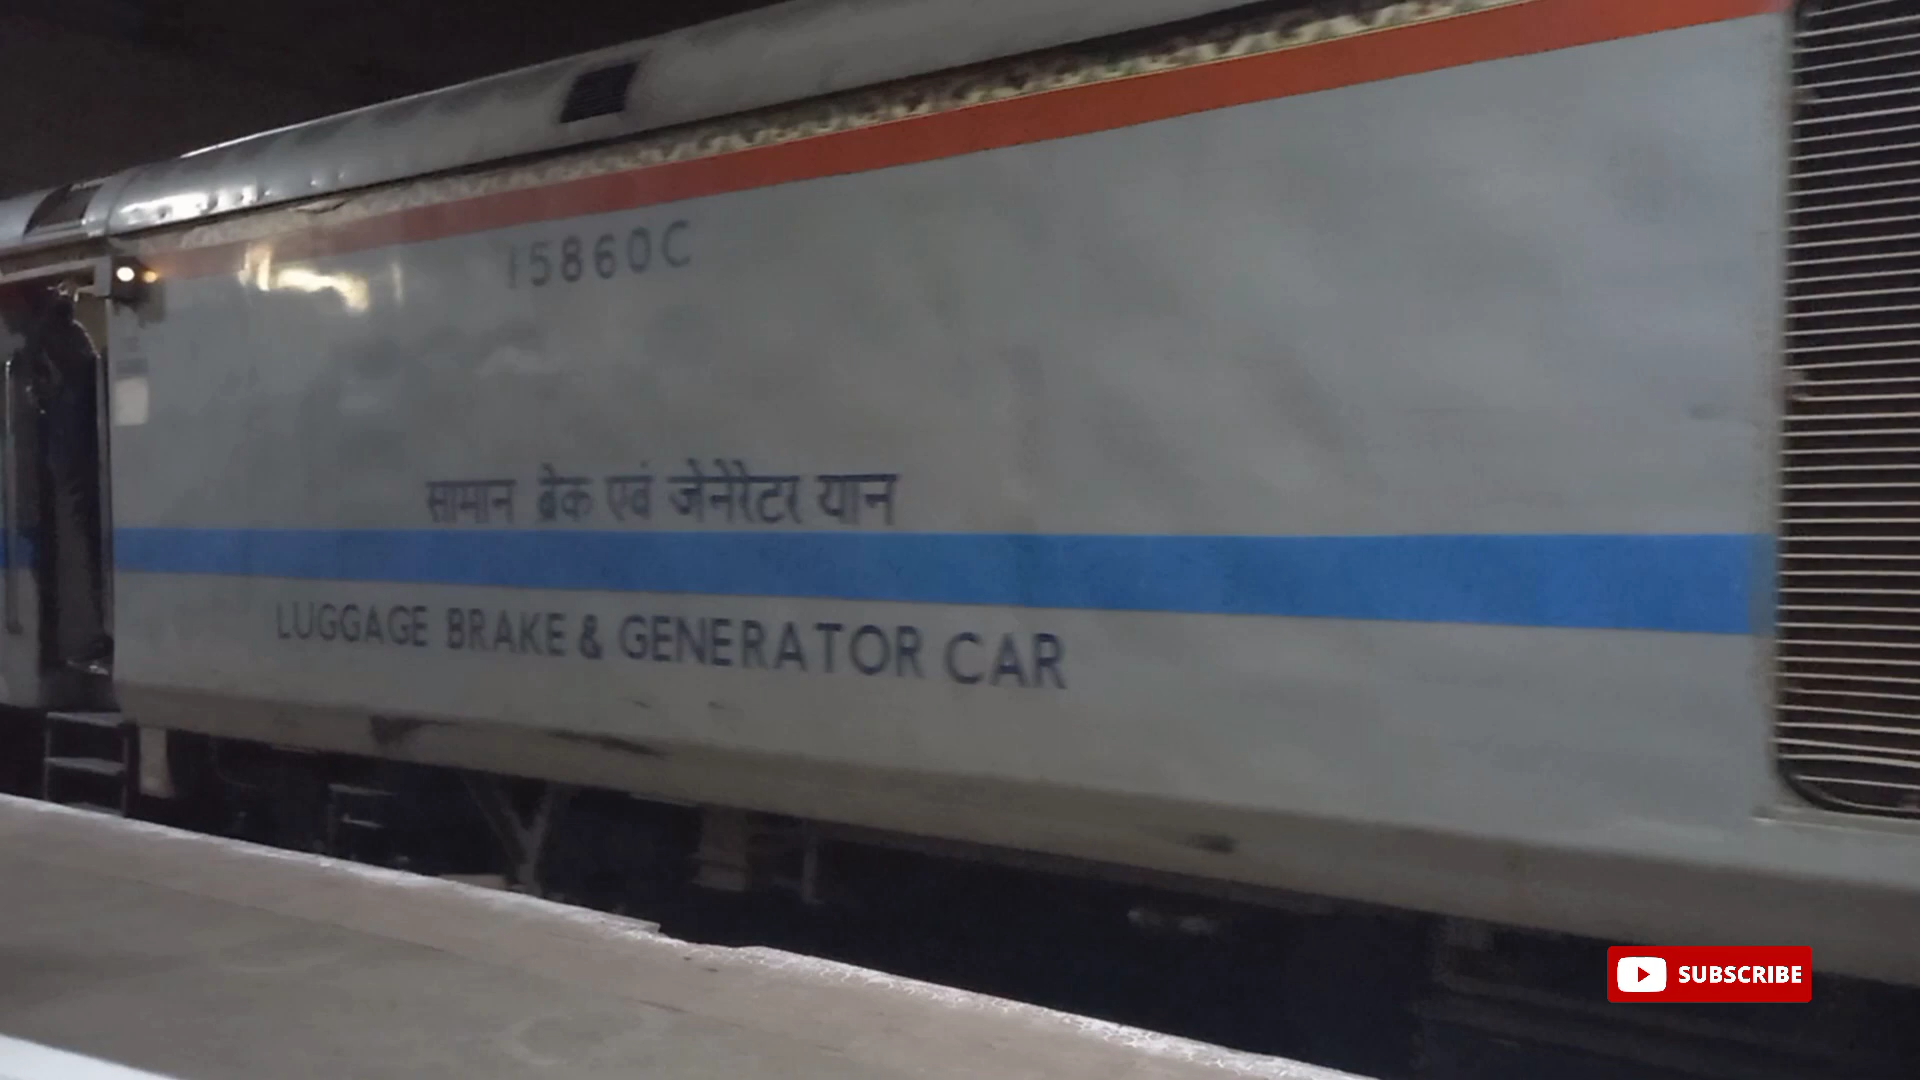 15860C
सामान ब्रेक एवं जेनेरेटर यान
LUGGAGE BRAKE & GENERATOR CAR
SUBSCRIBE